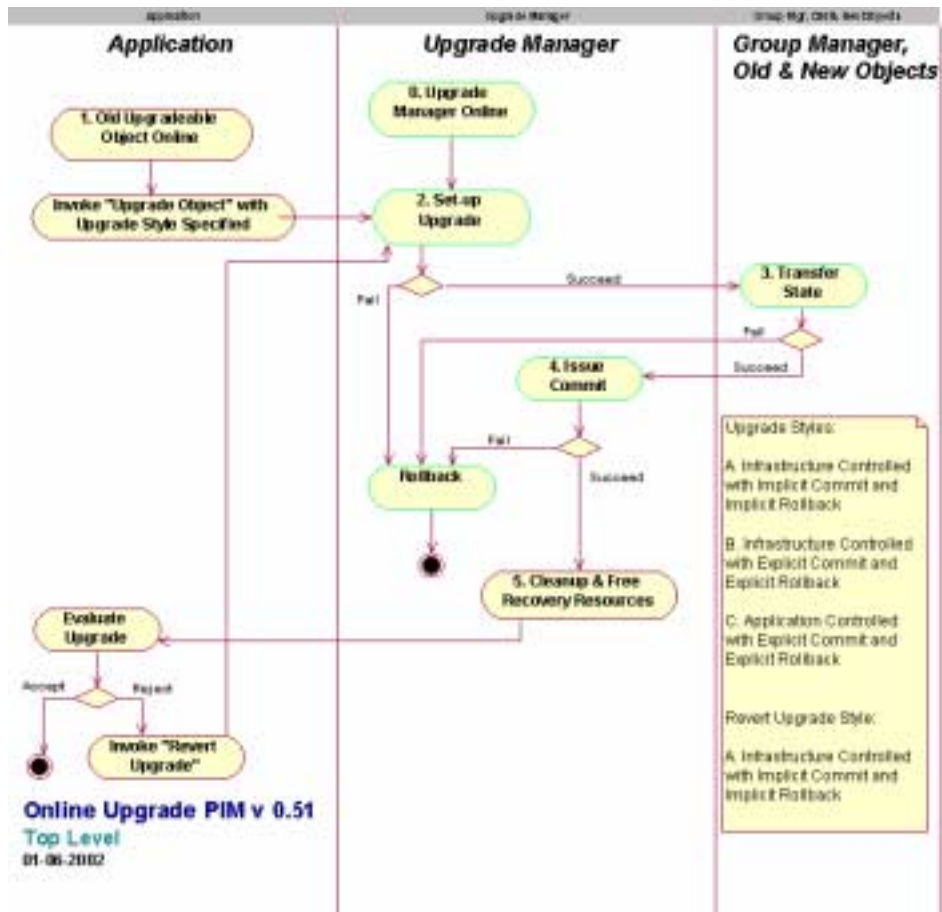 Application
Upgrade Manager
Application
Upgrade Manager
Group Manager,
Old & New Objects
0. Upgrade
Manager Online
1. Old Upgradeable
Object Online
Invoke "Upgrade Object" with
Upgrade Style Specified
2. Set-up
Upgrade
Succeed
Fail
3. Transfer
State
Fail
Succeed
4. Issue
Commit
Fail
Succeed
Rollback
5. Cleanup & Free
Recovery Resources
Evaluate
Upgrade
Accept
Reject
Invoke "Revert
Upgrade"
Upgrade Styles:
A. Infrastructure Controlled
with Implicit Commit and
Implicit Rollback
B. Infrastructure Controlled
with Explicit Commit and
Explicit Rollback
C. Application Controlled
with Explicit Commit and
Explicit Rollback
Revert Upgrade Style:
A. Infrastructure Controlled
with Implicit Commit and
Implicit Rollback
Online Upgrade PIM v 0.51
Top Level
01-06-2002